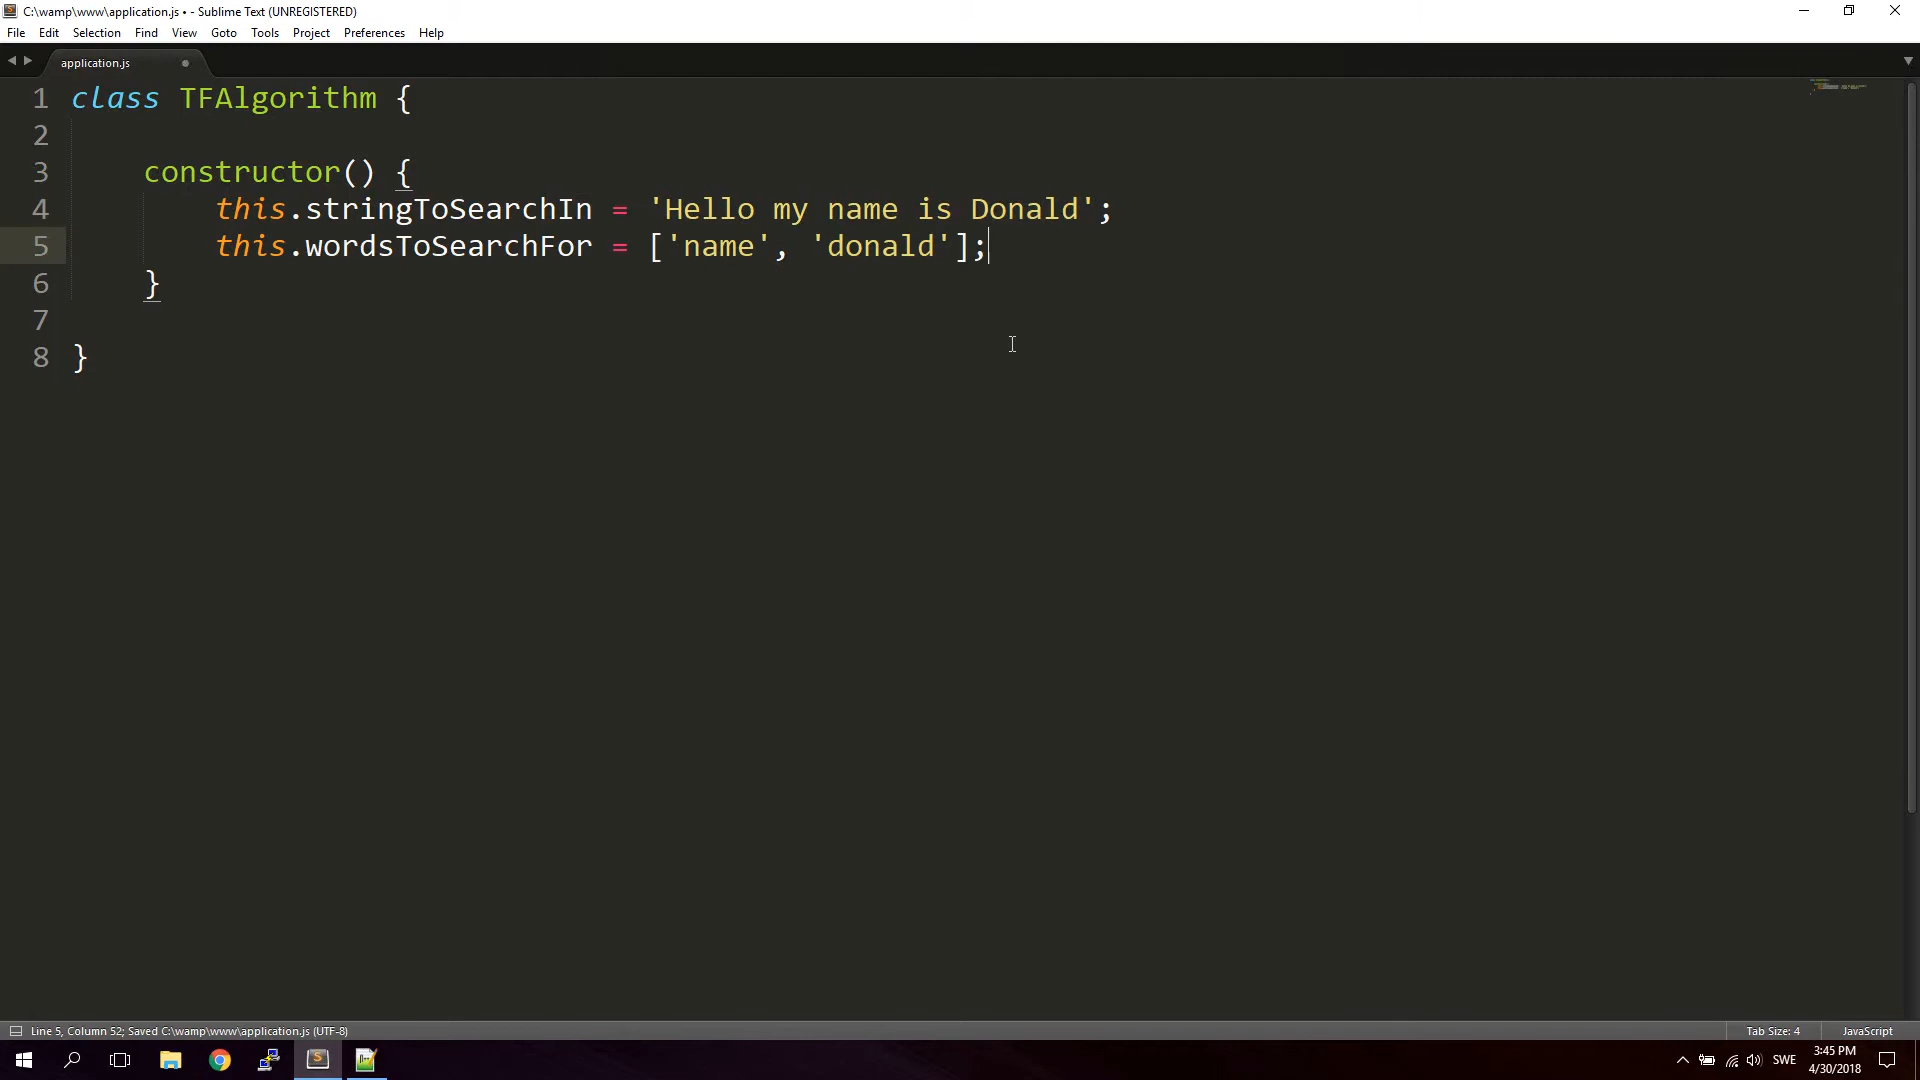 C:\wamp\www\application.js • - Sublime Text (UNREGISTERED)
File Edit Selection Find View Goto Tools Project Preferences Help
application.js
1 class TFAlgorithm {
2
3 constructor() {
4 this.stringToSearchIn = 'Hello my name is Donald';
5 this.wordsToSearchFor = ['name', 'donald'];
6 }
7
8 }
Line 5, Column 52; Saved C:\wamp\www\application.js (UTF-8) Tab Size: 4 JavaScript
SWE 3:45 PM
4/30/2018